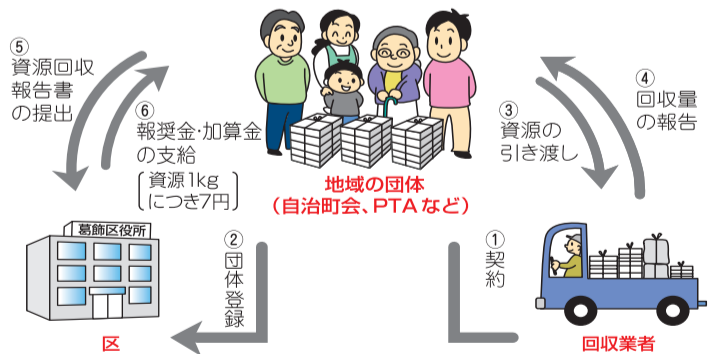 ⑤
資源回収
報告書
の提出
⑥
報奨金・加算金
の支給
資源1kg
につき7円
地域の団体
（自治町会、PTAなど）
③
資源の
引き渡し
④
回収量
の報告
葛飾区役所
区
②団体登録
①契約
回収業者